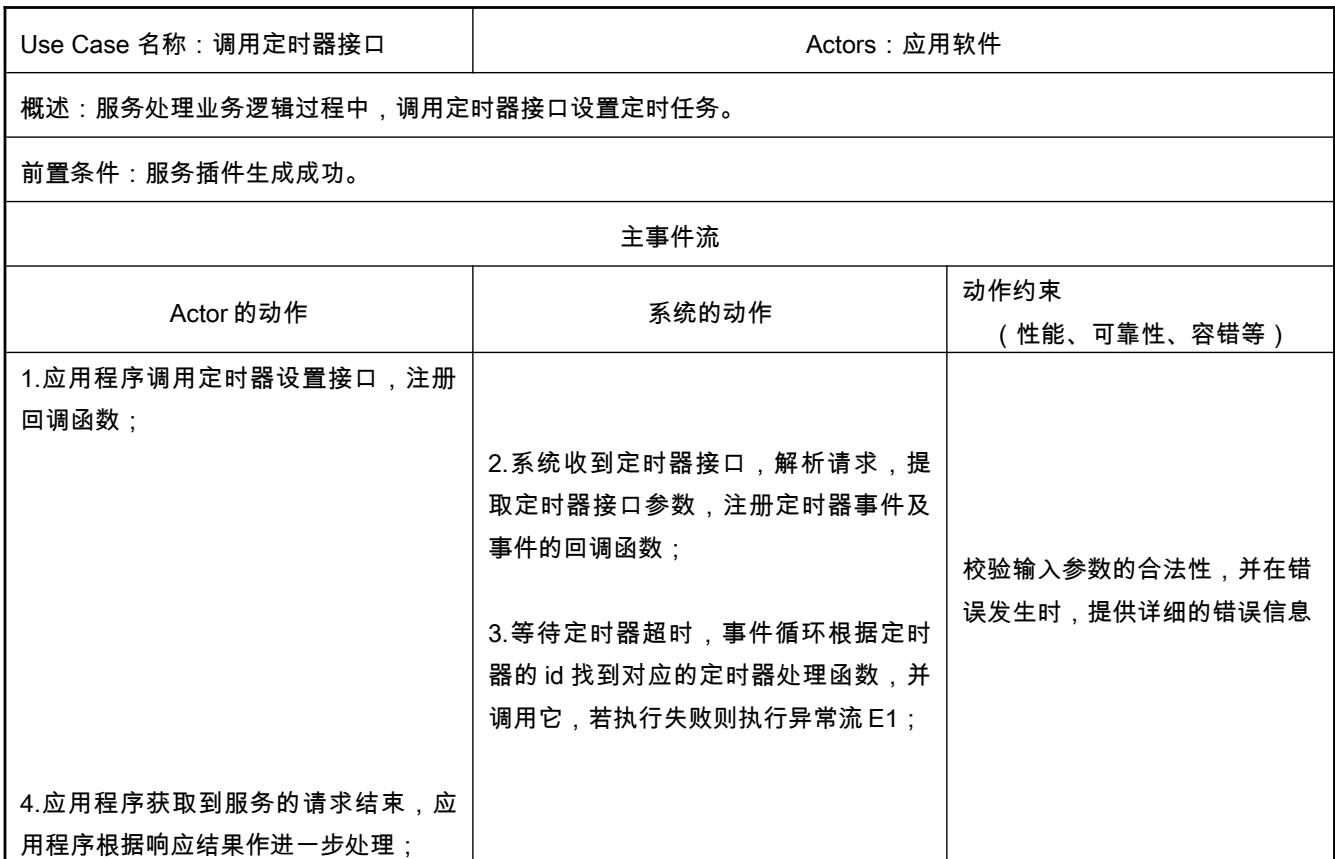 Use Case 名称：调用定时器接口
Actors：应用软件
概述：服务处理业务逻辑过程中，调用定时器接口设置定时任务。
前置条件：服务插件生成成功。
主事件流
Actor 的动作
系统的动作
动作约束
（性能、可靠性、容错等）
1.应用程序调用定时器设置接口，注册
回调函数；
2.系统收到定时器接口，解析请求，提
取定时器接口参数，注册定时器事件及
事件的回调函数；
3.等待定时器超时，事件循环根据定时
器的 id 找到对应的定时器处理函数，并
调用它，若执行失败则执行异常流 E1；
校验输入参数的合法性，并在错
误发生时，提供详细的错误信息
4.应用程序获取到服务的请求结束，应
用程序根据响应结果作进一步处理；